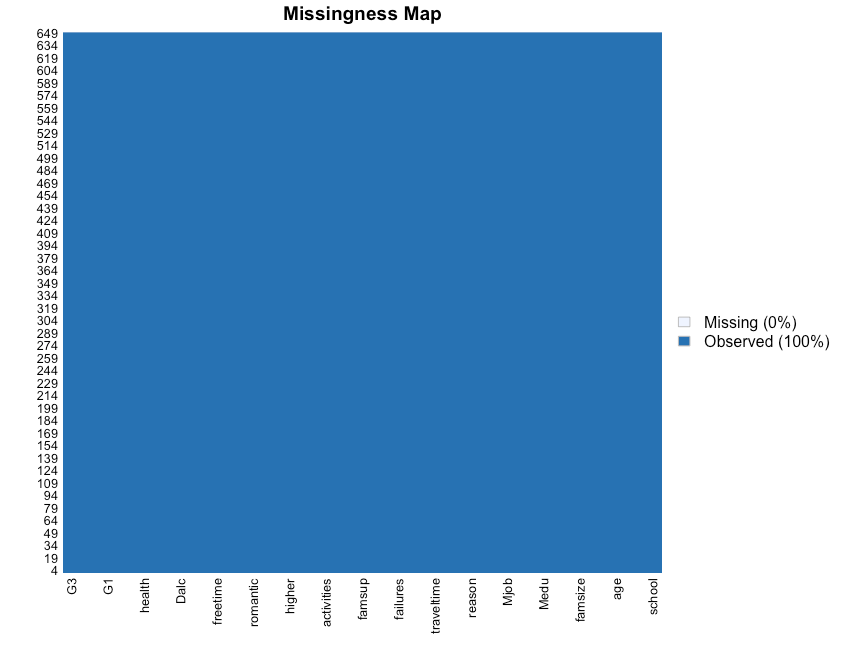 Missingness Map
649
634
619
604
589
574
559
544
529
514
499
484
469
454
439
424
409
394
379
364
349
334
319
304
289
274
259
244
229
214
199
184
169
154
139
124
109
94
79
64
49
34
19
4
Missing (0%)
Observed (100%)
G3
G1
health
Dalc
freetime
romantic
higher
activities
famsup
failures
traveltime
reason
Mjob
Medu
famsize
age
school